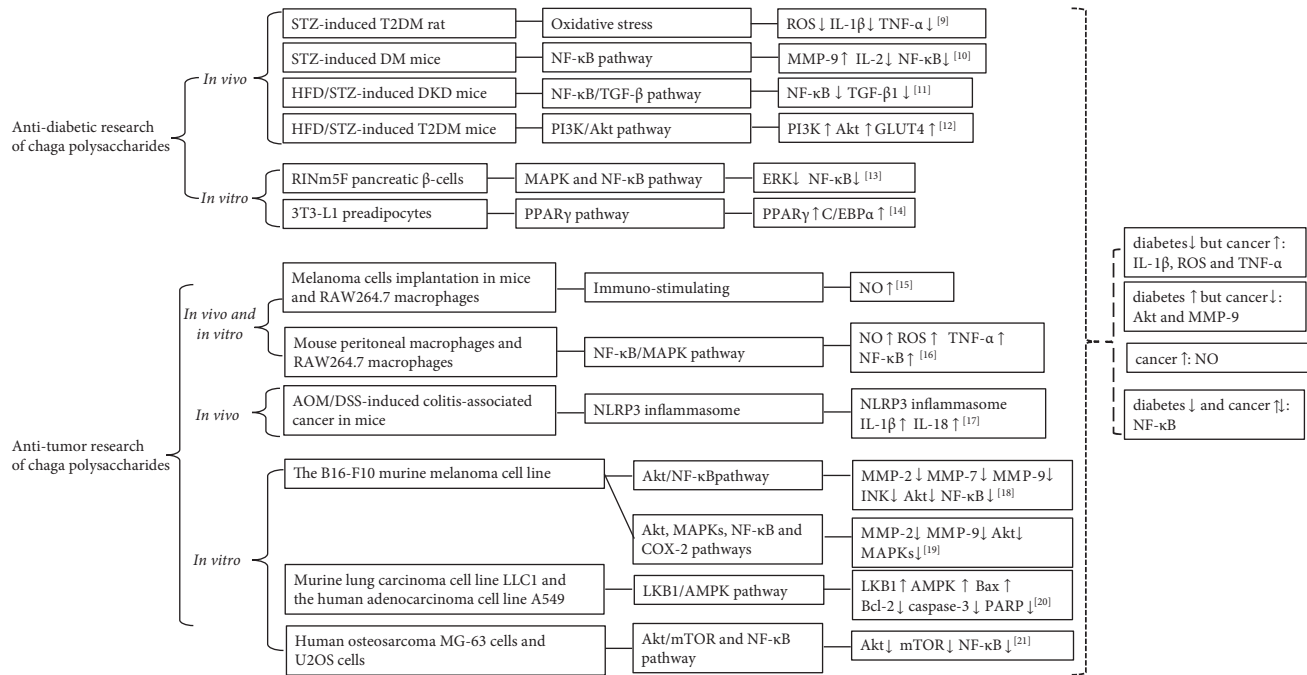 Anti-diabetic research
of chaga polysaccharides
In vivo
STZ-induced T2DM rat
Oxidative stress
ROS↓ IL-1β↓ TNF-α↓[9]
STZ-induced DM mice
NF-κB pathway
MMP-9↑ IL-2↓ NF-κB↓[10]
HFD/STZ-induced DKD mice
NF-κB/TGF-β pathway
NF-κB ↓ TGF-β1 ↓[11]
HFD/STZ-induced T2DM mice
PI3K/Akt pathway
PI3K ↑ Akt ↑ GLUT4 ↑[12]
In vitro
RINm5F pancreatic β-cells
MAPK and NF-κB pathway
ERK↓ NF-κB↓[13]
3T3-L1 preadipocytes
PPARγ pathway
PPARγ↑C/EBPα↑[14]
Anti-tumor research
of chaga polysaccharides
In vivo and
in vitro
Melanoma cells implantation in mice
and RAW264.7 macrophages
Immuno-stimulating
NO↑[15]
Mouse peritoneal macrophages and
RAW264.7 macrophages
NF-κB/MAPK pathway
NO↑ROS↑ TNF-α↑
NF-κB↑[16]
In vivo
AOM/DSS-induced colitis-associated
cancer in mice
NLRP3 inflammasome
NLRP3 inflammasome
IL-1β↑ IL-18↑[17]
In vitro
The B16-F10 murine melanoma cell line
Akt/NF-κBpathway
MMP-2↓ MMP-7↓ MMP-9↓
INK↓ Akt↓ NF-κB↓[18]
Akt, MAPKs, NF-κB and
COX-2 pathways
MMP-2↓ MMP-9↓ Akt↓
MAPKs↓[19]
Murine lung carcinoma cell line LLC1 and
the human adenocarcinoma cell line A549
LKB1/AMPK pathway
LKB1↑ AMPK ↑ Bax ↑
Bcl-2↓ caspase-3↓ PARP↓[20]
Human osteosarcoma MG-63 cells and
U2OS cells
Akt/mTOR and NF-κB
pathway
Akt↓ mTOR↓ NF-κB↓[21]
diabetes↓ but cancer↑:
IL-1β, ROS and TNF-α
diabetes ↑ but cancer↓:
Akt and MMP-9
cancer ↑: NO
diabetes ↓ and cancer ⇅:
NF-κB